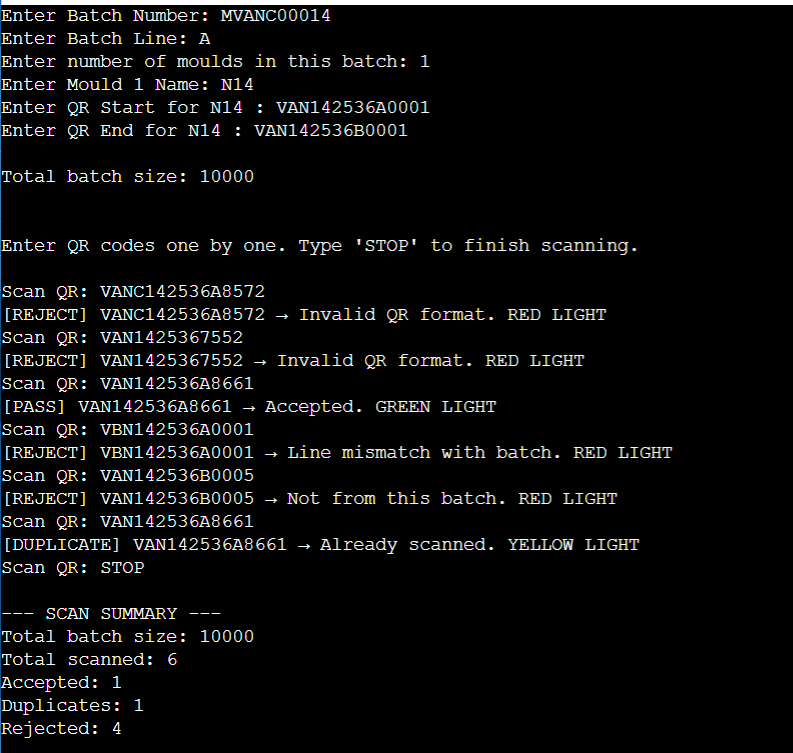 Enter Batch Number: MVANC00014
Enter Batch Line: A
Enter number of moulds in this batch: 1
Enter Mould 1 Name: N14
Enter QR Start for N14 : VAN142536A0001
Enter QR End for N14 : VAN142536B0001
Total batch size: 10000
Enter QR codes one by one. Type 'STOP' to finish scanning.
Scan QR: VANC142536A8572
[REJECT] VANC142536A8572 → Invalid QR format. RED LIGHT
Scan QR: VAN1425367552
[REJECT] VAN1425367552 → Invalid QR format. RED LIGHT
Scan QR: VAN142536A8661
[PASS] VAN142536A8661 → Accepted. GREEN LIGHT
Scan QR: VBN142536A0001
[REJECT] VBN142536A0001 → Line mismatch with batch. RED LIGHT
Scan QR: VAN142536B0005
[REJECT] VAN142536B0005 → Not from this batch. RED LIGHT
Scan QR: VAN142536A8661
[DUPLICATE] VAN142536A8661 → Already scanned. YELLOW LIGHT
Scan QR: STOP
--- SCAN SUMMARY ---
Total batch size: 10000
Total scanned: 6
Accepted: 1
Duplicates: 1
Rejected: 4